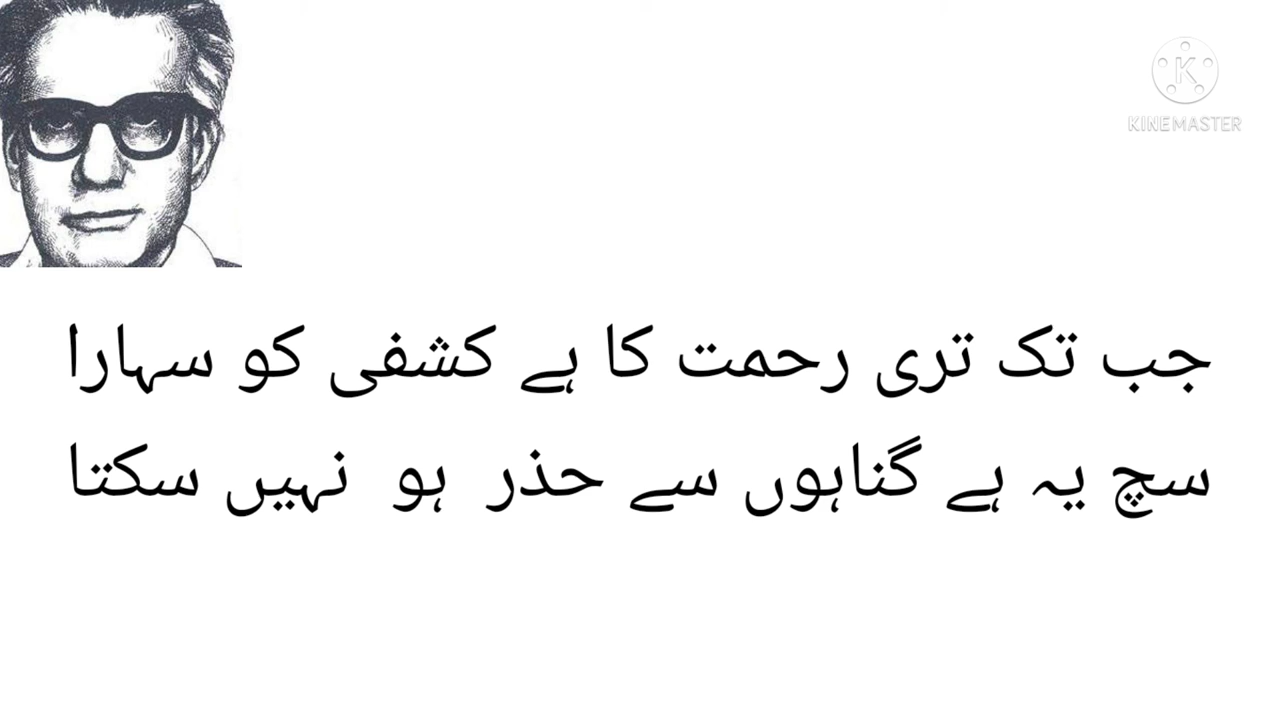 KINEMASTER
جب تک تری رحمت کا ہے کشفی کو سہارا
سچ یہ ہے گناہوں سے حذر ہو نہیں سکتا